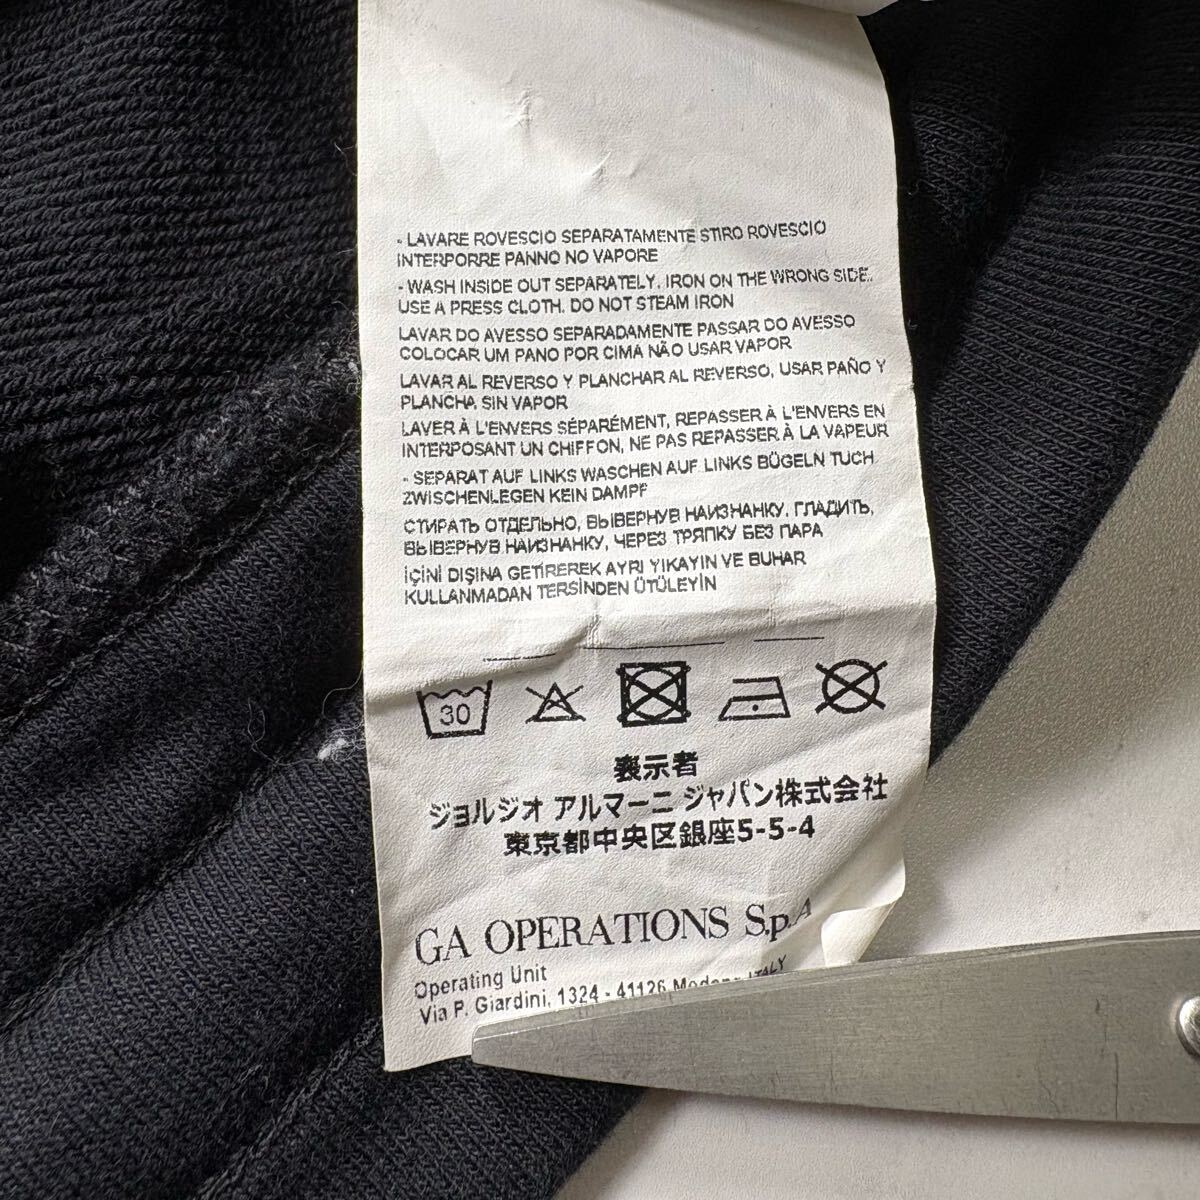 - LAVARE ROVESCIO SEPARATAMENTE STIRO ROVESCIO
INTERPORRE PANNO NO VAPORE
- WASH INSIDE OUT SEPARATELY, IRON ON THE WRONG SIDE.
USE A PRESS CLOTH. DO NOT STEAM IRON
LAVAR DO AVESSO SEPARADAMENTE PASSAR DO AVESSO
COLOCAR UM PANO POR CIMA NÃO USAR VAPOR
LAVAR AL REVERSO Y PLANCHAR AL REVERSO, USAR PAÑO Y
PLANCHA SIN VAPOR
LAVER À L'ENVERS SÉPARÉMENT, REPASSER À L'ENVERS EN
INTERPOSANT UN CHIFFON, NE PAS REPASSER À LA VAPEUR
- SEPARAT AUF LINKS WASCHEN AUF LINKS BÜGELN TUCH
ZWISCHENLEGEN KEIN DAMPF
СТИРАТЬ ОТДЕЛЬНО, ВЫВЕРНУВ НАИЗНАНКУ. ГЛАДИТЬ,
ВЫВЕРНУВ НАИЗНАНКУ, ЧЕРЕЗ ТРЯПКУ БЕЗ ПАРА
İÇİNİ DIŞINA GETİREREK AYRI YIKAYIN VE BUHAR
KULLANMADAN TERSİNDEN ÜTÜLEYİN
30
表示者
ジョルジオ アルマーニ ジャパン株式会社
東京都中央区銀座5-5-4
GA OPERATIONS S.p.A
Operating Unit
Via P. Giardini, 1324 - 41126 Modena ITALY